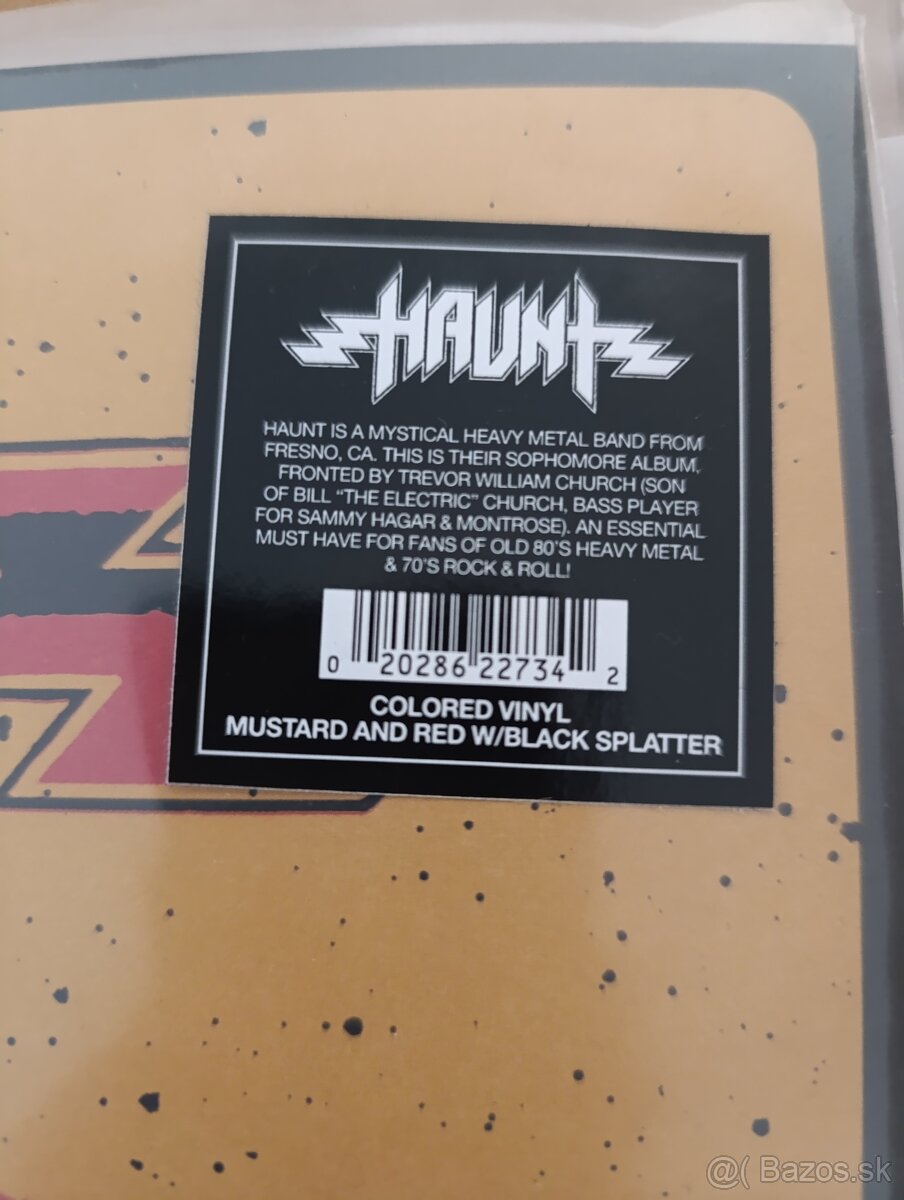 HAUNT
HAUNT IS A MYSTICAL HEAVY METAL BAND FROM
FRESNO, CA. THIS IS THEIR SOPHOMORE ALBUM,
FRONTED BY TREVOR WILLIAM CHURCH (SON
OF BILL "THE ELECTRIC" CHURCH, BASS PLAYER
FOR SAMMY HAGAR & MONTROSE). AN ESSENTIAL
MUST HAVE FOR FANS OF OLD 80'S HEAVY METAL
& 70'S ROCK & ROLL!
0 20286 22734 2
COLORED VINYL
MUSTARD AND RED W/BLACK SPLATTER
@( Bazos.sk